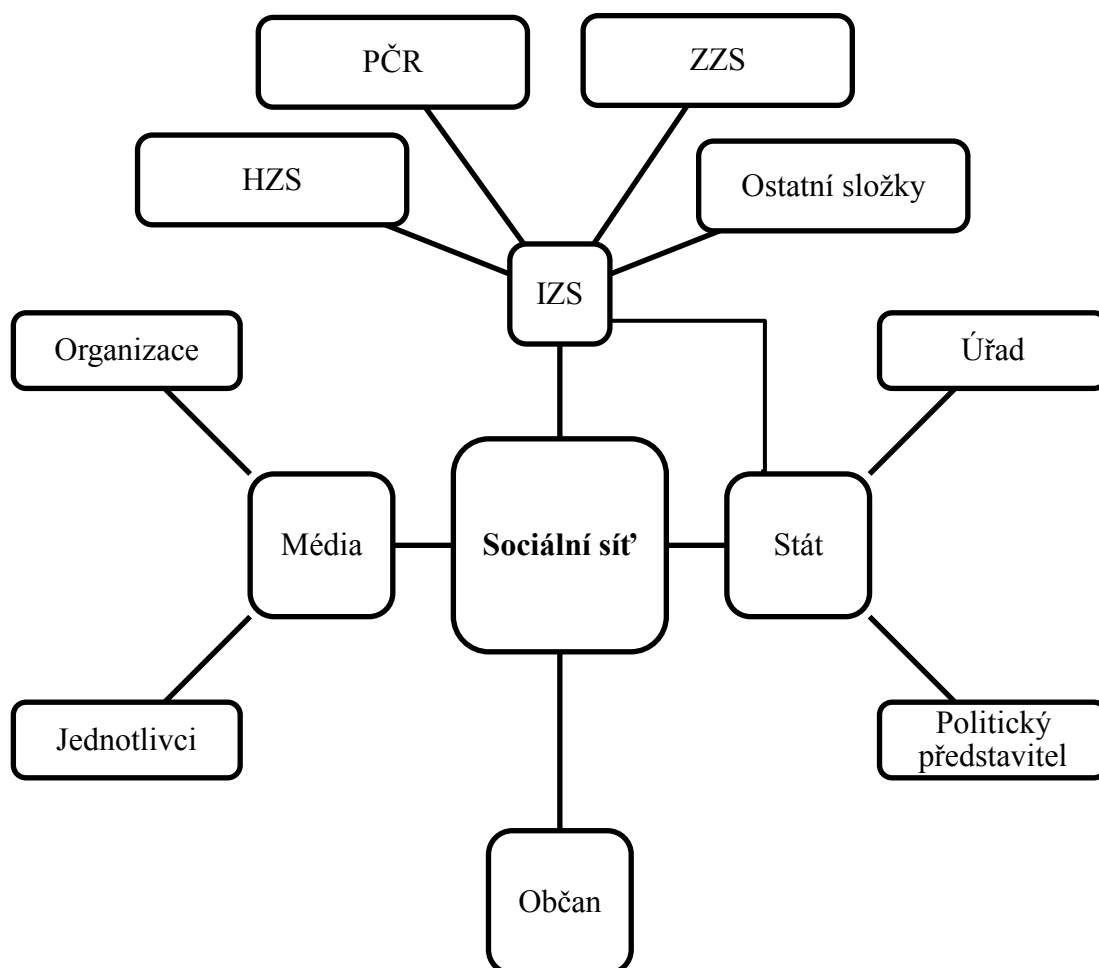 PČR
ZZS
HZS
Ostatní složky
IZS
Organizace
Úřad
Média
Sociální síť
Stát
Jednotlivci
Politický
představitel
Občan